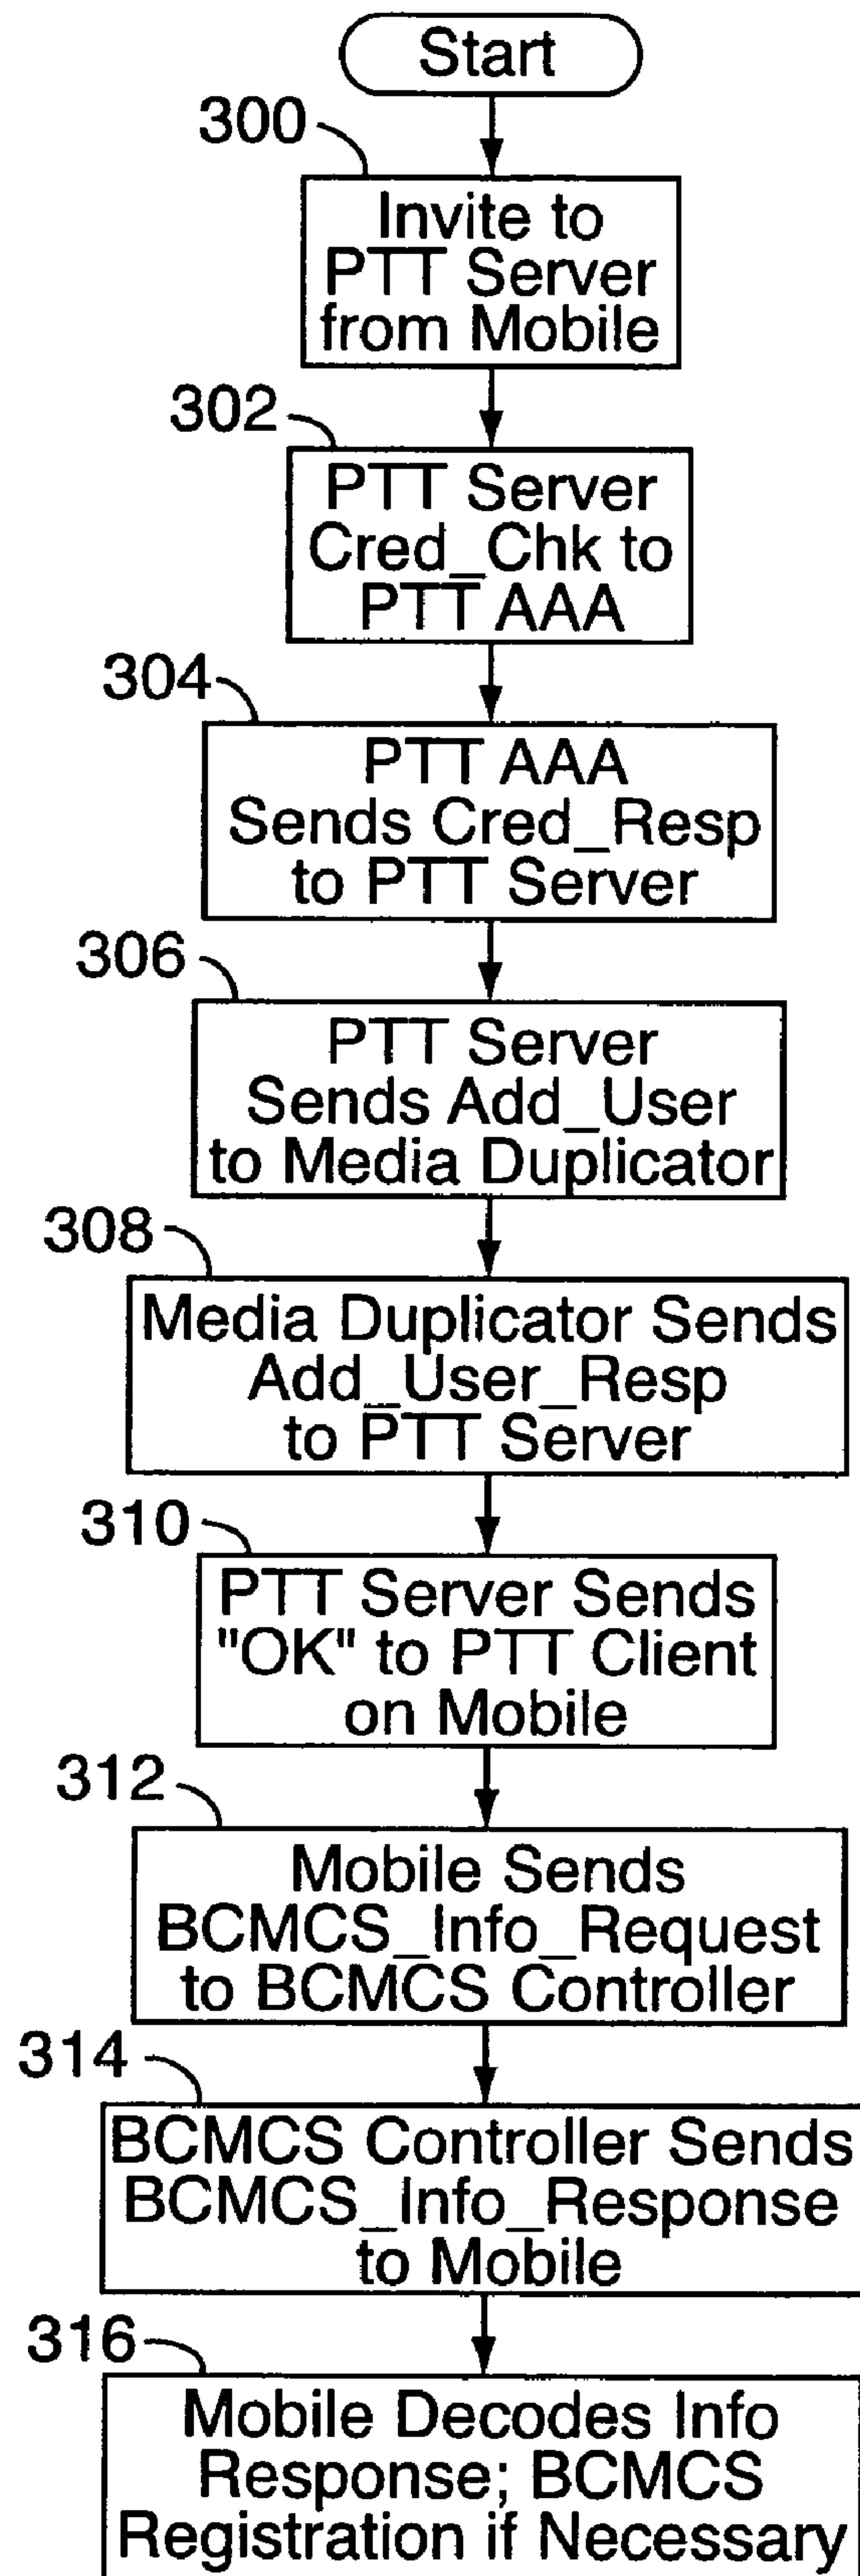 Start
300
Invite to
PTT Server
from Mobile
302
PTT Server
Cred_Chk to
PTT AAA
304
PTT AAA
Sends Cred_Resp
to PTT Server
306
PTT Server
Sends Add_User
to Media Duplicator
308
Media Duplicator Sends
Add_User_Resp
to PTT Server
310
PTT Server Sends
"OK" to PTT Client
on Mobile
312
Mobile Sends
BCMCS_Info_Request
to BCMCS Controller
314
BCMCS Controller Sends
BCMCS_Info_Response
to Mobile
316
Mobile Decodes Info
Response; BCMCS
Registration if Necessary